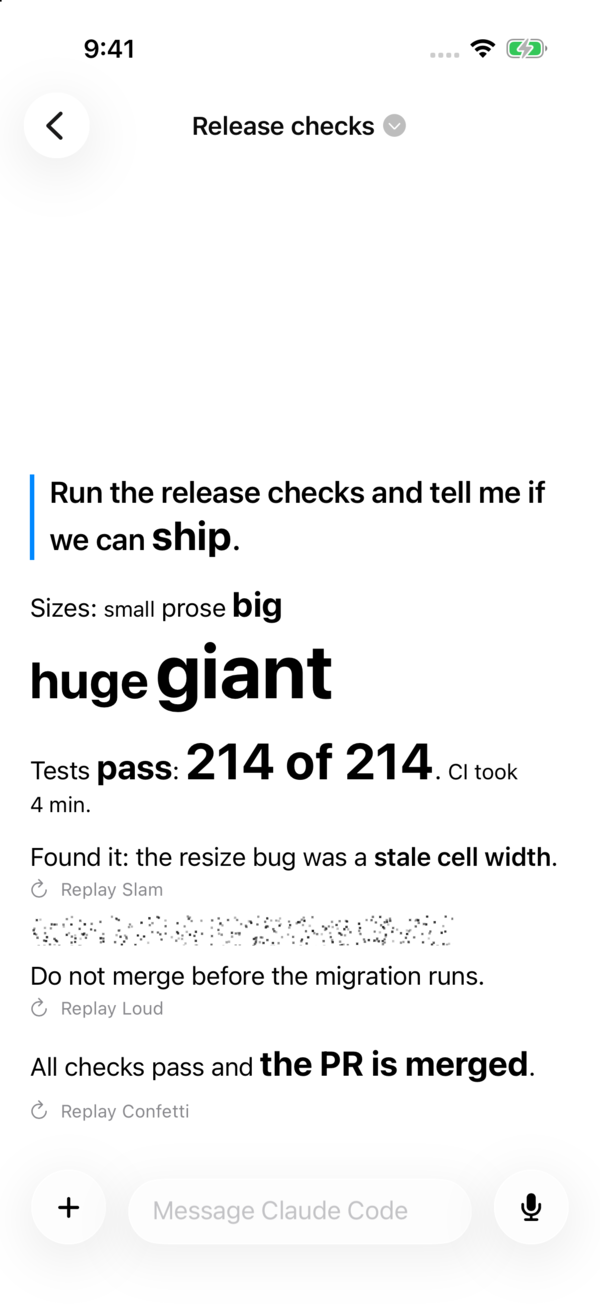 9:41
Release checks
Run the release checks and tell me if
we can ship.
Sizes: small prose big
huge giant
Tests pass: 214 of 214. CI took
4 min.
Found it: the resize bug was a stale cell width.
Replay Slam
Do not merge before the migration runs.
Replay Loud
All checks pass and the PR is merged.
Replay Confetti
Message Claude Code